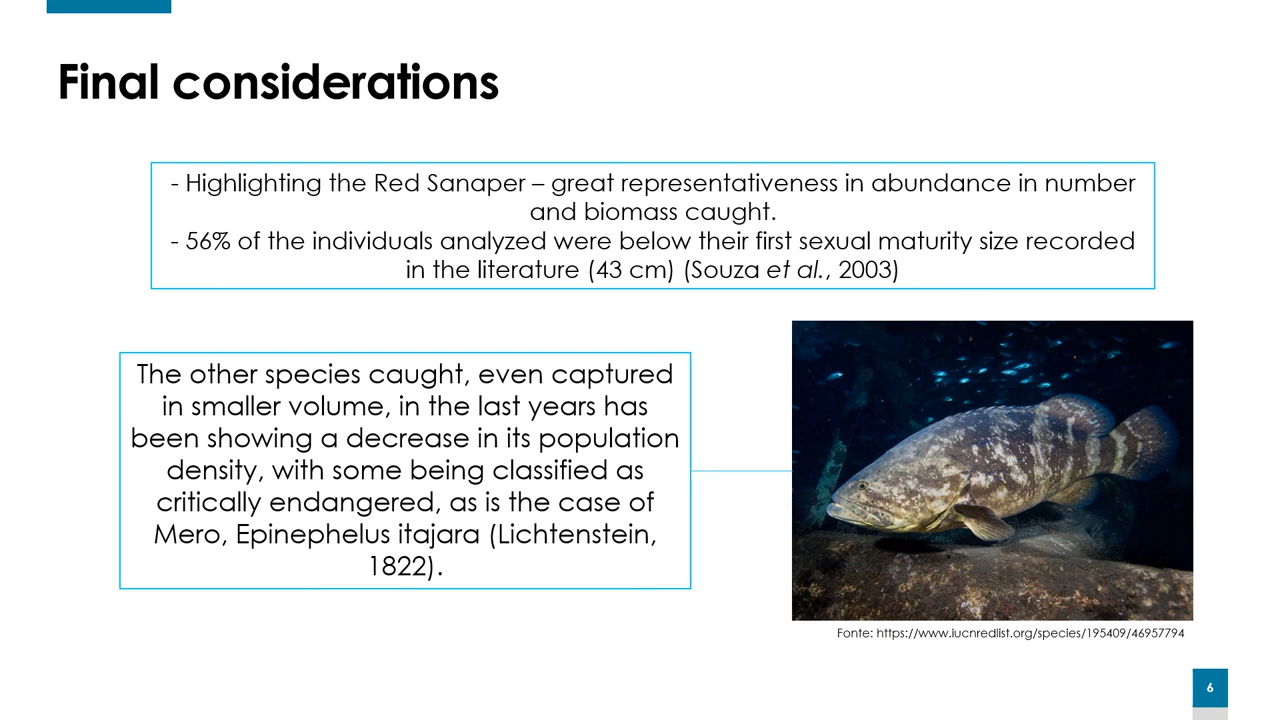 Final considerations
- Highlighting the Red Sanaper – great representativeness in abundance in number
and biomass caught.
- 56% of the individuals analyzed were below their first sexual maturity size recorded
in the literature (43 cm) (Souza et al., 2003)
The other species caught, even captured
in smaller volume, in the last years has
been showing a decrease in its population
density, with some being classified as
critically endangered, as is the case of
Mero, Epinephelus itajara (Lichtenstein,
1822).
Fonte: https://www.iucnredlist.org/species/195409/46957794
6